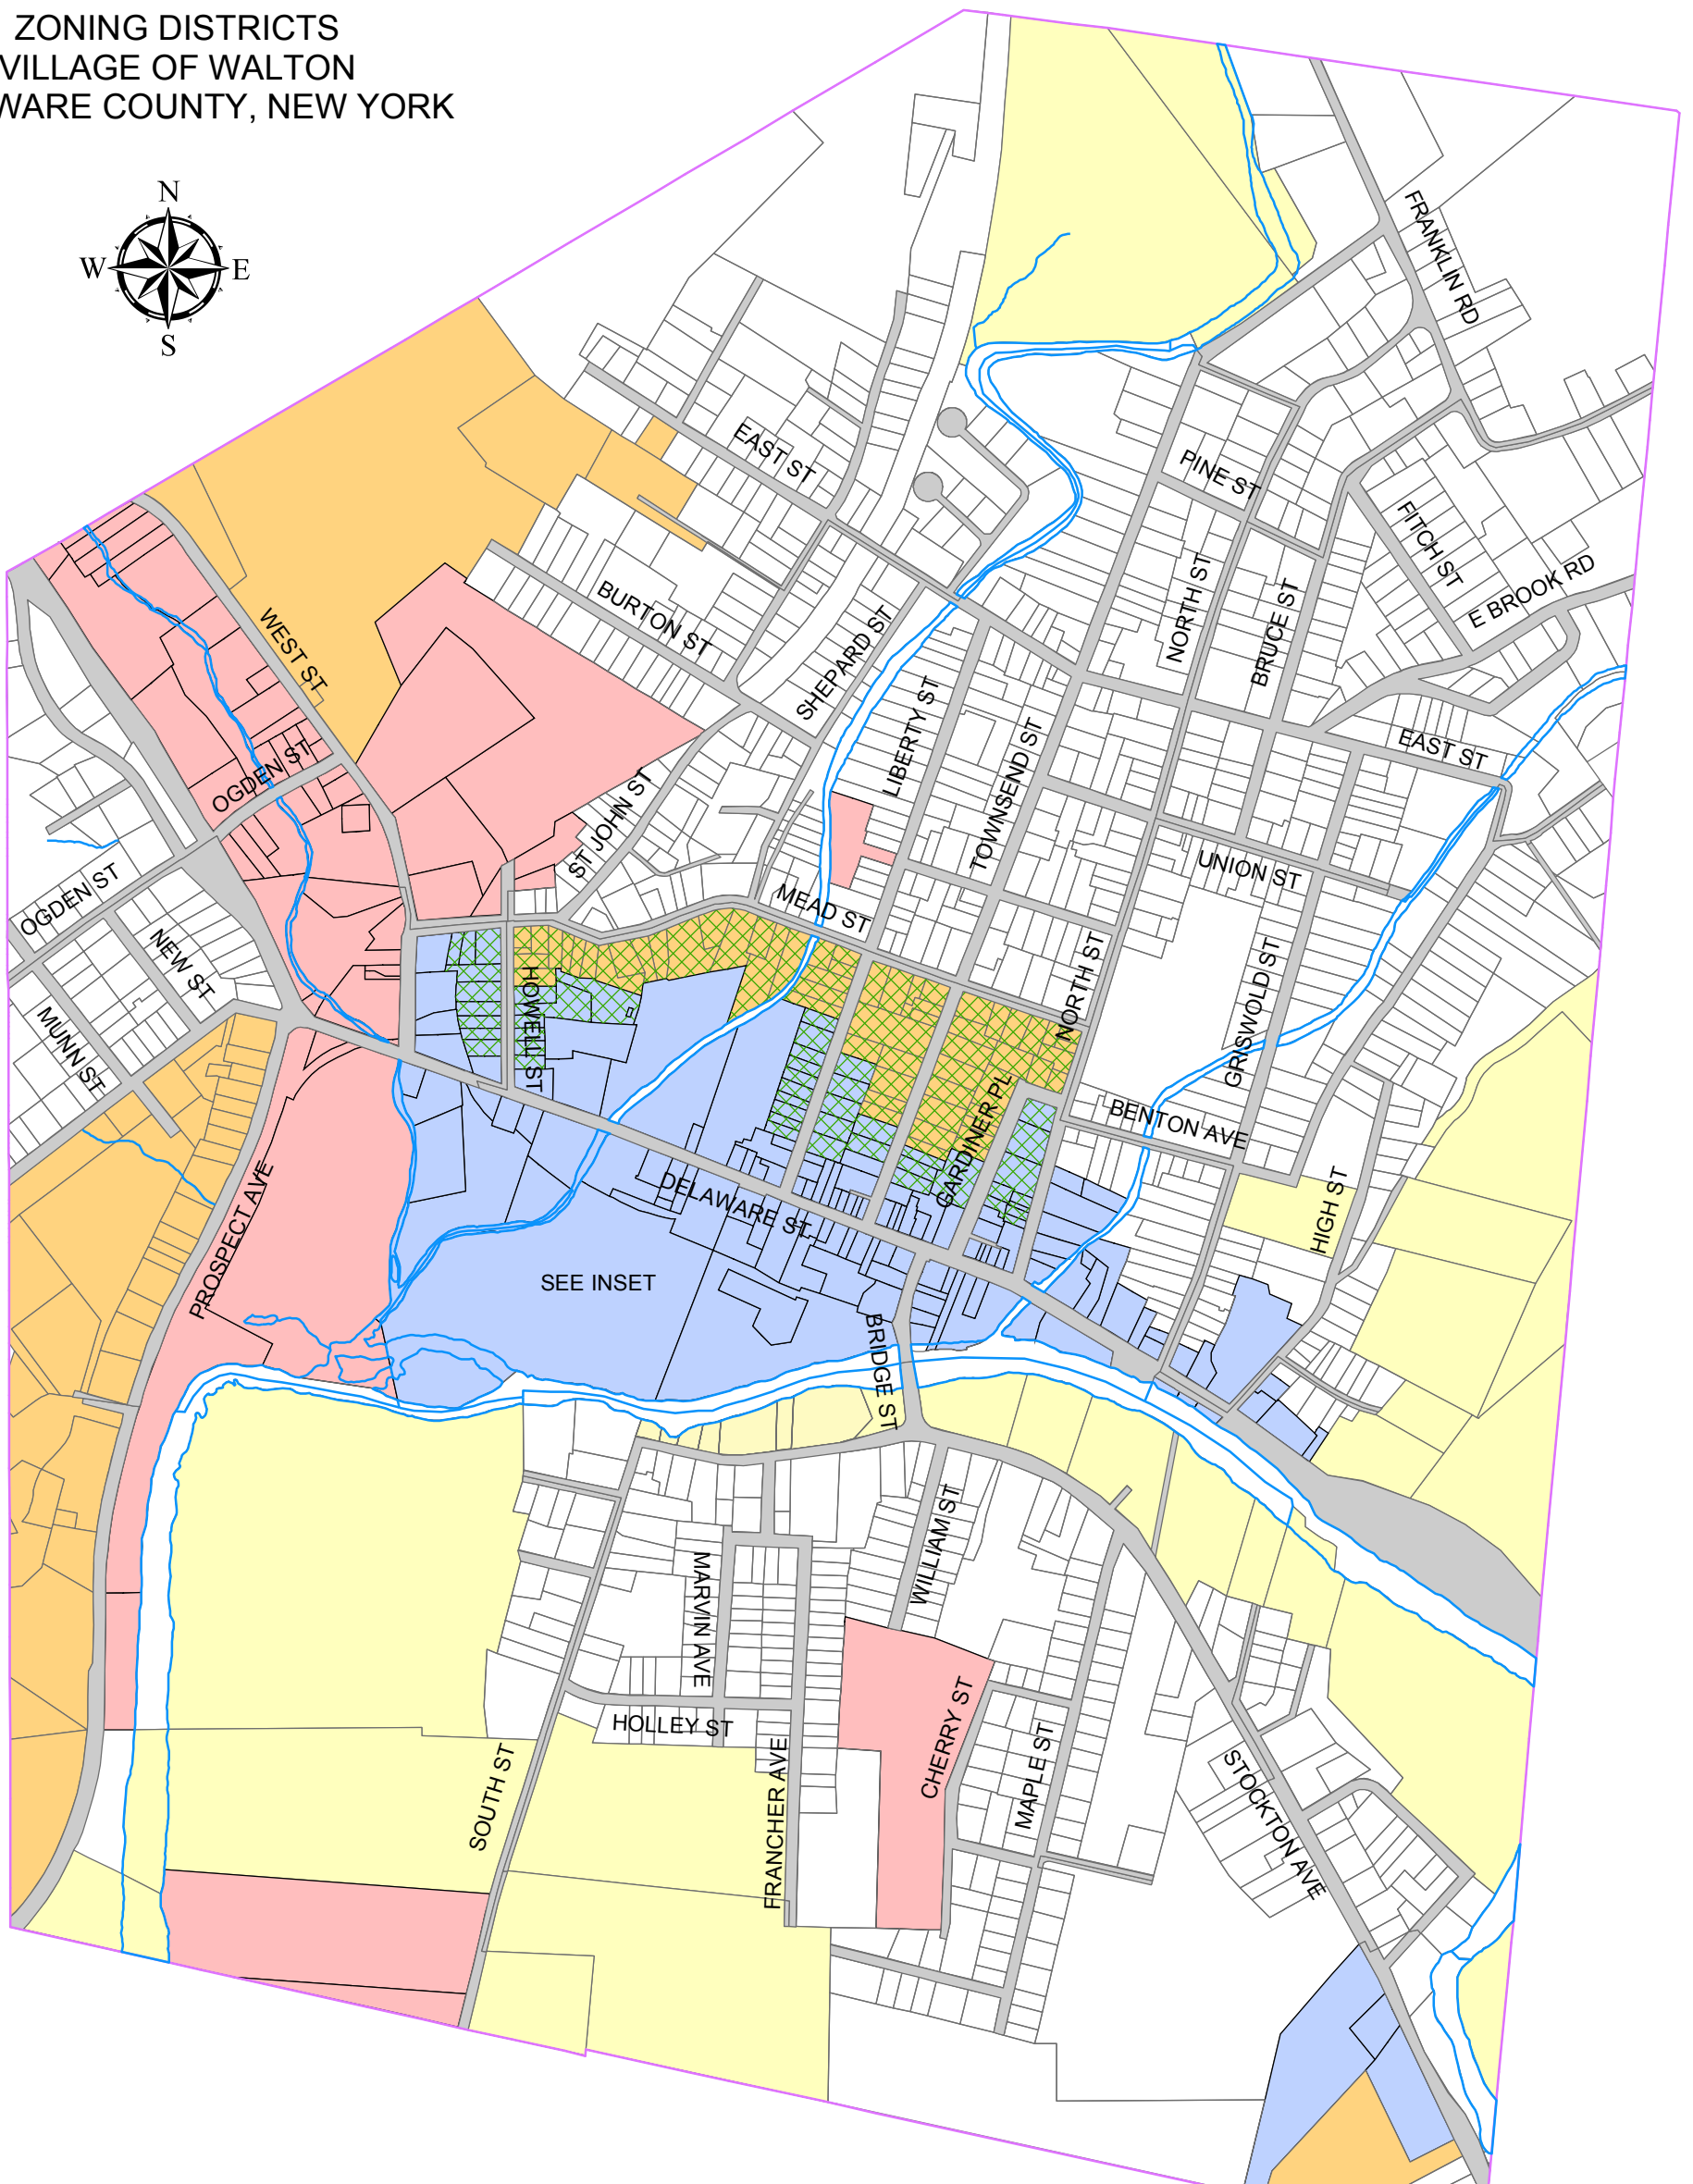 ZONING DISTRICTS
VILLAGE OF WALTON
WARE COUNTY, NEW YORK
N
W
E
S
FRANKLIN RD
EAST ST
PINE ST
FITCH ST
E BROOK RD
BURTON ST
NORTH ST
BRUCE ST
WEST ST
SHEPARD ST
LIBERTY ST
TOWNSEND ST
EAST ST
OGDEN ST
ST JOHN ST
UNION ST
OGDEN ST
MEAD ST
NEW ST
NORTH ST
GRISWOLD ST
HOWELL ST
MUNN ST
GARDINER PL
BENTON AVE
PROSPECT AVE
DELAWARE ST
HIGH ST
SEE INSET
BRIDGE ST
WILLIAM ST
MARVIN AVE
HOLLEY ST
CHERRY ST
MAPLE ST
SOUTH ST
FRANCHER AVE
STOCKTON AVE